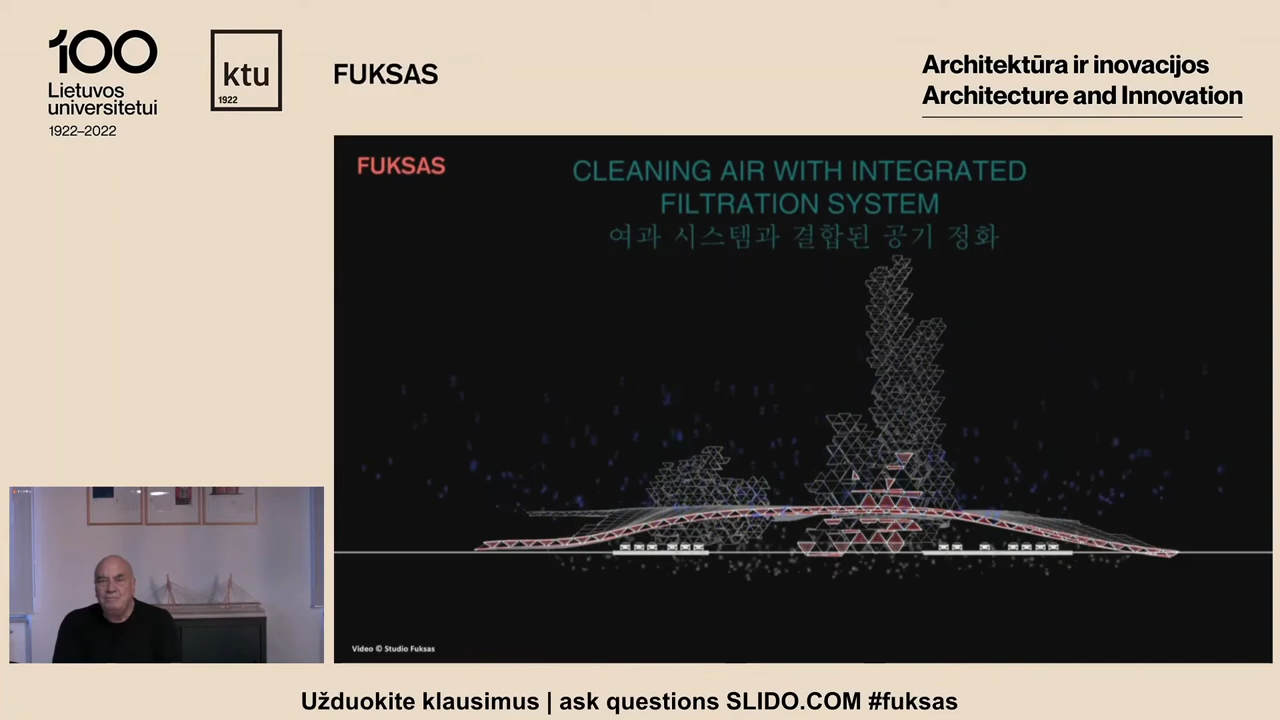 100
Lietuvos
universitetui
1922–2022
ktu
1922
FUKSAS
Architektūra ir inovacijos
Architecture and Innovation
FUKSAS
CLEANING AIR WITH INTEGRATED
FILTRATION SYSTEM
여과 시스템과 결합된 공기 정화
Video © Studio Fuksas
Užduokite klausimus | ask questions SLIDO.COM #fuksas